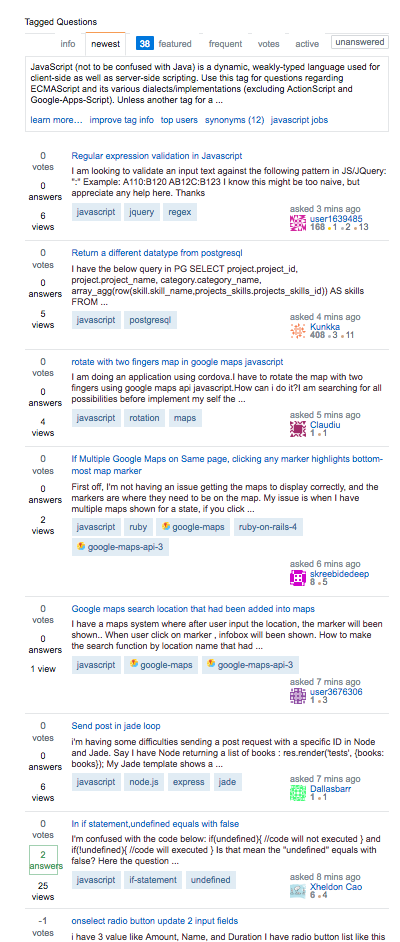 Tagged Questions
info newest 38 featured frequent votes active unanswered
JavaScript (not to be confused with Java) is a dynamic, weakly-typed language used for
client-side as well as server-side scripting. Use this tag for questions regarding
ECMAScript and its various dialects/implementations (excluding ActionScript and
Google-Apps-Script). Unless another tag for a ...
learn more... improve tag info top users synonyms (12) javascript jobs
0
votes
0
answers
6
views
Regular expression validation in Javascript
I am looking to validate an input text against the following pattern in JS/JQuery:
":" Example: A110:B120 AB12C:B123 I know this might be too naive, but
appreciate any help here. Thanks
javascript jquery regex
asked 3 mins ago
user1639485
168 1 2 13
0
votes
0
answers
5
views
Return a different datatype from postgresql
I have the below query in PG SELECT project.project_id,
project.project_name, category.category_name,
array_agg(row(skill.skill_name,projects_skills.projects_skills_id)) AS skills
FROM ...
javascript postgresql
asked 4 mins ago
Kunkka
408 3 11
0
votes
0
answers
4
views
rotate with two fingers map in google maps javascript
I am doing an application using cordova.I have to rotate the map with two
fingers using google maps api javascript.How can i do it?I am searching for all
possibilities before implement my self the ...
javascript rotation maps
asked 5 mins ago
Claudiu
1 1
0
votes
0
answers
2
views
If Multiple Google Maps on Same page, clicking any marker highlights bottom-
most map marker
First off, I'm not having an issue getting the maps to display correctly, and the
markers are where they need to be on the map. My issue is when I have
multiple maps shown for a state, if you click ...
javascript ruby google-maps ruby-on-rails-4
google-maps-api-3
asked 6 mins ago
skreebidedeep
8 5
0
votes
0
answers
1 view
Google maps search location that had been added into maps
I have a maps system where after user input the location, the marker will been
shown.. When user click on marker , infobox will been shown. How to make
the search function by location name that had ...
javascript google-maps google-maps-api-3
asked 7 mins ago
user3676306
1 3
0
votes
0
answers
6
views
Send post in jade loop
i'm having some difficulties sending a post request with a specific ID in Node
and Jade. Say I have Node returning a list of books : res.render('tests', {books:
books}); My Jade template shows a ...
javascript node.js express jade
asked 7 mins ago
Dallasbarr
1 1
0
votes
2
answers
25
views
In if statement,undefined equals with false
I'm confused with the code below: if(undefined){ //code will not executed } and
if(!undefined){ //code will executed } Is that mean the "undefined" equals with
false? Here the question ...
javascript if-statement undefined
asked 8 mins ago
Xheldon Cao
6 4
-1
votes
onselect radio button update 2 input fields
i have 3 value like Amount, Name, and Duration I have radio button list like this